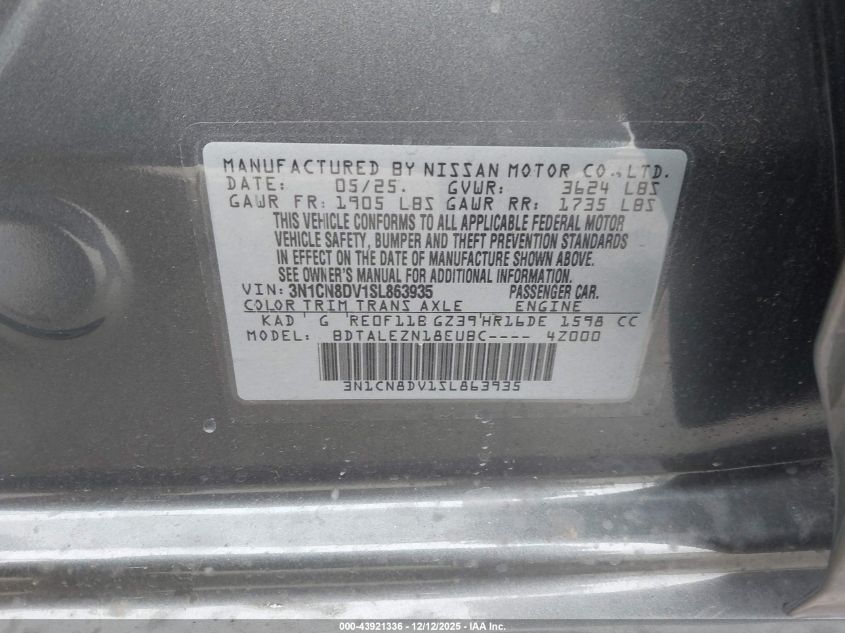 MANUFACTURED BY NISSAN MOTOR CO.,LTD.
DATE: 05/25. GVWR: 3624 LBS
GAWR FR: 1905 LBS GAWR RR: 1735 LBS
THIS VEHICLE CONFORMS TO ALL APPLICABLE FEDERAL MOTOR
VEHICLE SAFETY, BUMPER AND THEFT PREVENTION STANDARDS
IN EFFECT ON THE DATE OF MANUFACTURE SHOWN ABOVE.
SEE OWNER'S MANUAL FOR ADDITIONAL INFORMATION.
VIN: 3N1CN8DV1SL863935 PASSENGER CAR.
COLOR TRIM TRANS AXLE ENGINE
KAD G RE0F11B GZ39 HR16DE 1598 CC
MODEL: BDTALEZN18EUBC---- 4Z000
3N1CN8DV1SL863935
000-43921336 - 12/12/2025 - IAA Inc.